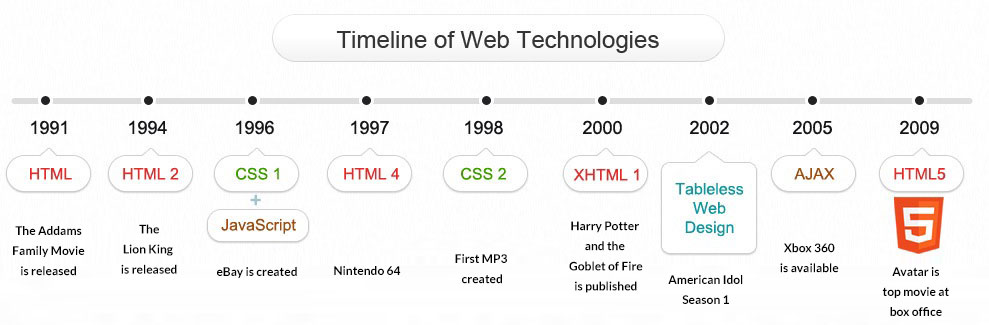 Timeline of Web Technologies
1991
1994
1996
1997
1998
2000
2002
2005
2009
HTML
HTML 2
CSS 1
+
JavaScript
HTML 4
CSS 2
XHTML 1
Tableless
Web
Design
AJAX
HTML5
5
The Addams
Family Movie
is released
The
Lion King
is released
eBay is created
Nintendo 64
First MP3
created
Harry Potter
and the
Goblet of Fire
is published
American Idol
Season 1
Xbox 360
is available
Avatar is
top movie at
box office